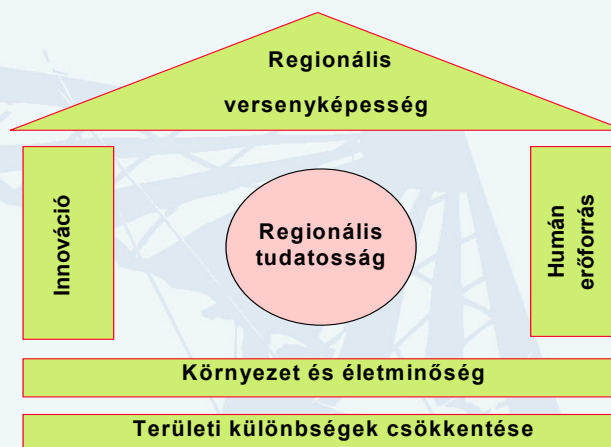 Regionális
versenyképesség
Innováció
Regionális
tudatosság
Humán
erőforrás
Környezet és életminőség
Területi különbségek csökkentése